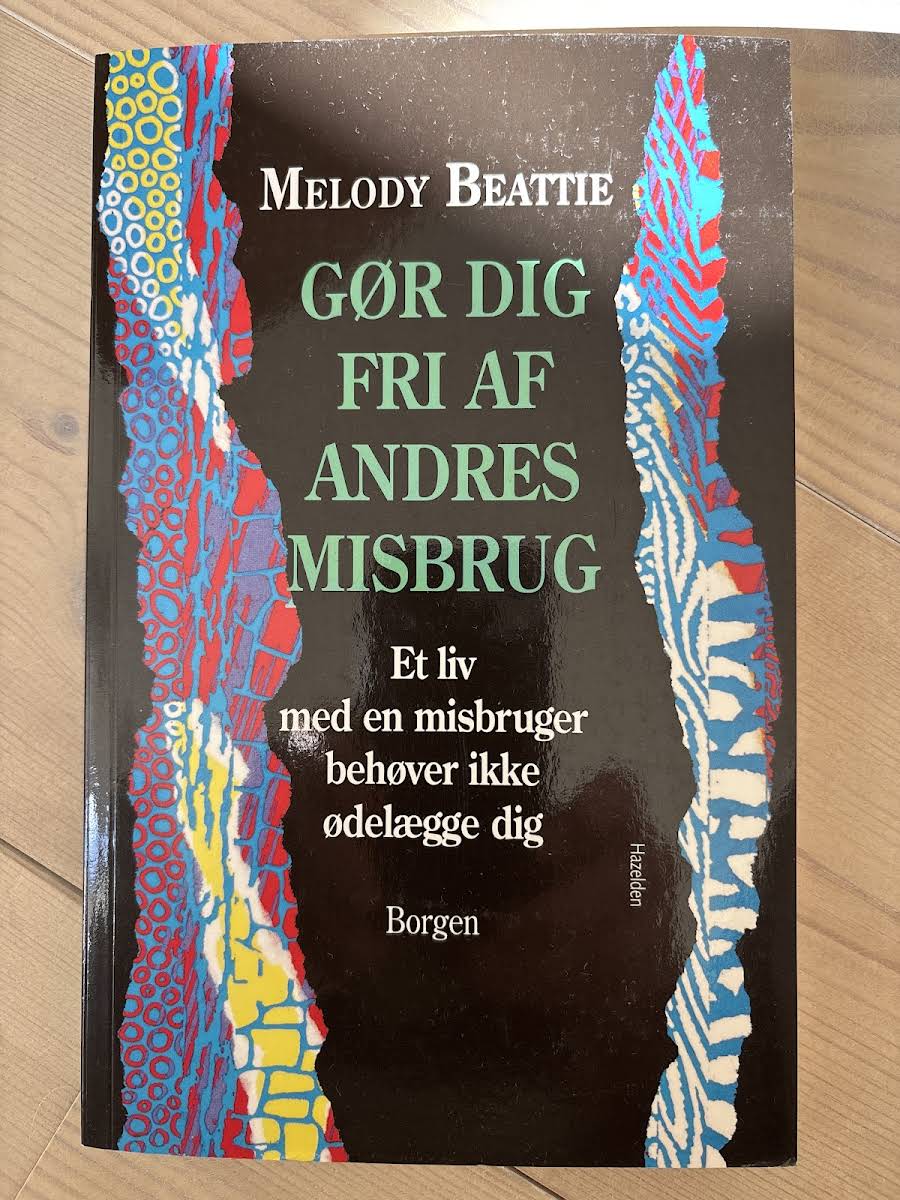 MELODY BEATTIE
GØR DIG
FRI AF
ANDRES
MISBRUG
Et liv
med en misbruger
behøver ikke
ødelægge dig
Hazelden
Borgen